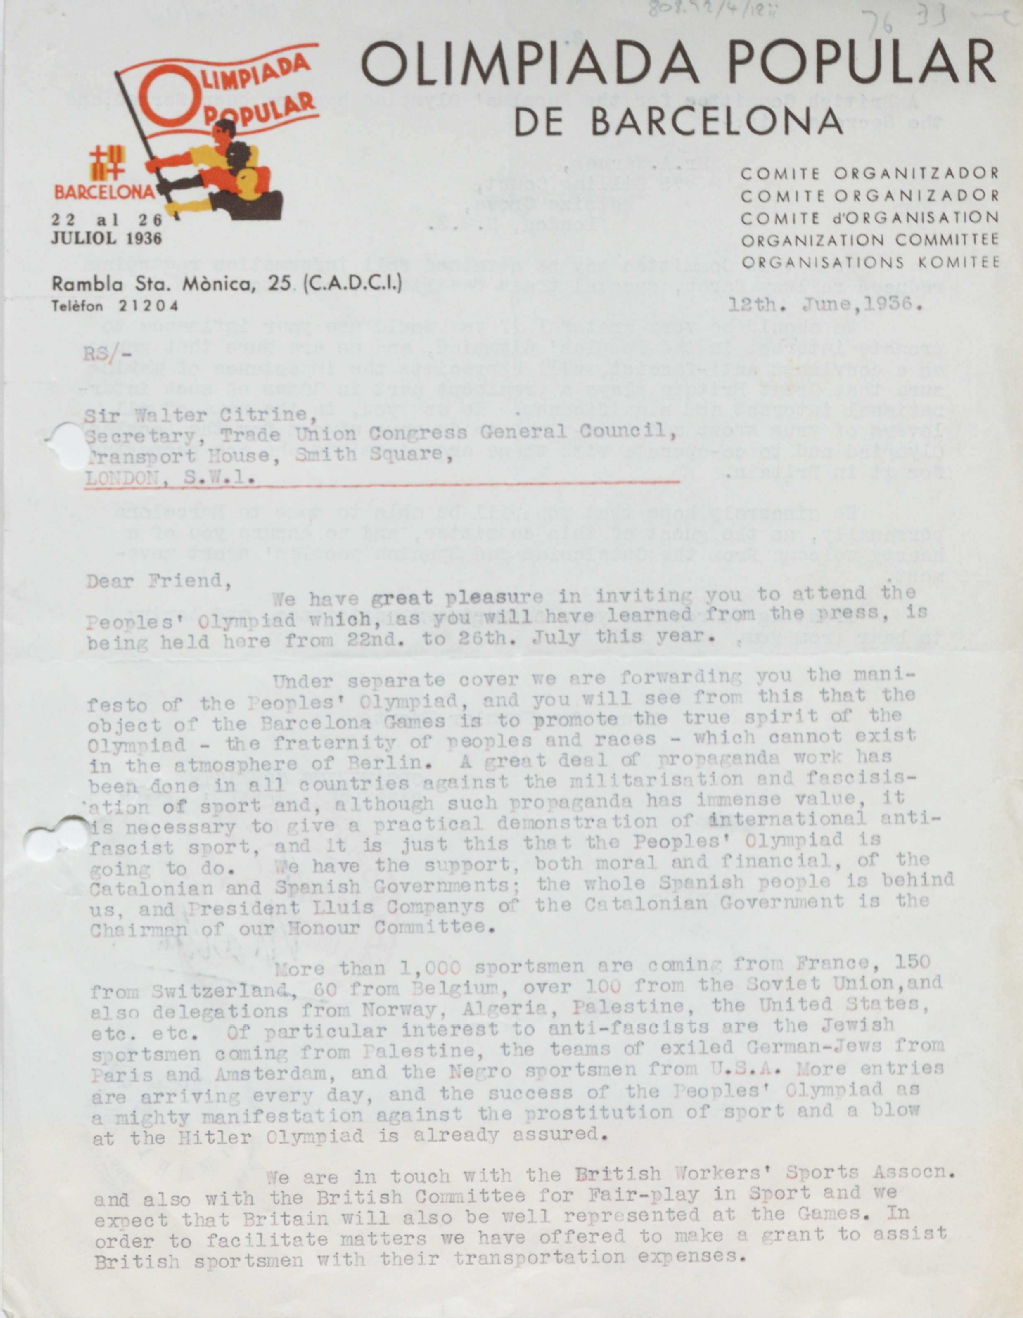 OLIMPIADA POPULAR
DE BARCELONA
OLIMPIADA
POPULAR
BARCELONA
22 al 26
JULIOL 1936
COMITE ORGANITZADOR
COMITE ORGANIZADOR
COMITE d'ORGANISATION
ORGANIZATION COMMITTEE
ORGANISATIONS KOMITEE
Rambla Sta. Mònica, 25 (C.A.D.C.I.)
Telèfon 21204
12th. June, 1936.
RS/-
Sir Walter Citrine,
Secretary, Trade Union Congress General Council,
Transport House, Smith Square,
LONDON, S.W.1.
Dear Friend,
We have great pleasure in inviting you to attend the
Peoples' Olympiad which, as you will have learned from the press, is
being held here from 22nd. to 26th. July this year.
Under separate cover we are forwarding you the mani-
festo of the Peoples' Olympiad, and you will see from this that the
object of the Barcelona Games is to promote the true spirit of the
Olympiad - the fraternity of peoples and races - which cannot exist
in the atmosphere of Berlin. A great deal of propaganda work has
been done in all countries against the militarisation and fascisis-
ation of sport and, although such propaganda has immense value, it
is necessary to give a practical demonstration of international anti-
fascist sport, and it is just this that the Peoples' Olympiad is
going to do. We have the support, both moral and financial, of the
Catalonian and Spanish Governments; the whole Spanish people is behind
us, and President Lluis Companys of the Catalonian Government is the
Chairman of our Honour Committee.
More than 1,000 sportsmen are coming from France, 150
from Switzerland, 60 from Belgium, over 100 from the Soviet Union,and
also delegations from Norway, Algeria, Palestine, the United States,
etc. etc. Of particular interest to anti-fascists are the Jewish
sportsmen coming from Palestine, the teams of exiled German-Jews from
Paris and Amsterdam, and the Negro sportsmen from U.S.A. More entries
are arriving every day, and the success of the Peoples' Olympiad as
a mighty manifestation against the prostitution of sport and a blow
at the Hitler Olympiad is already assured.
We are in touch with the British Workers' Sports Assocn.
and also with the British Committee for Fair-play in Sport and we
expect that Britain will also be well represented at the Games. In
order to facilitate matters we have offered to make a grant to assist
British sportsmen with their transportation expenses.